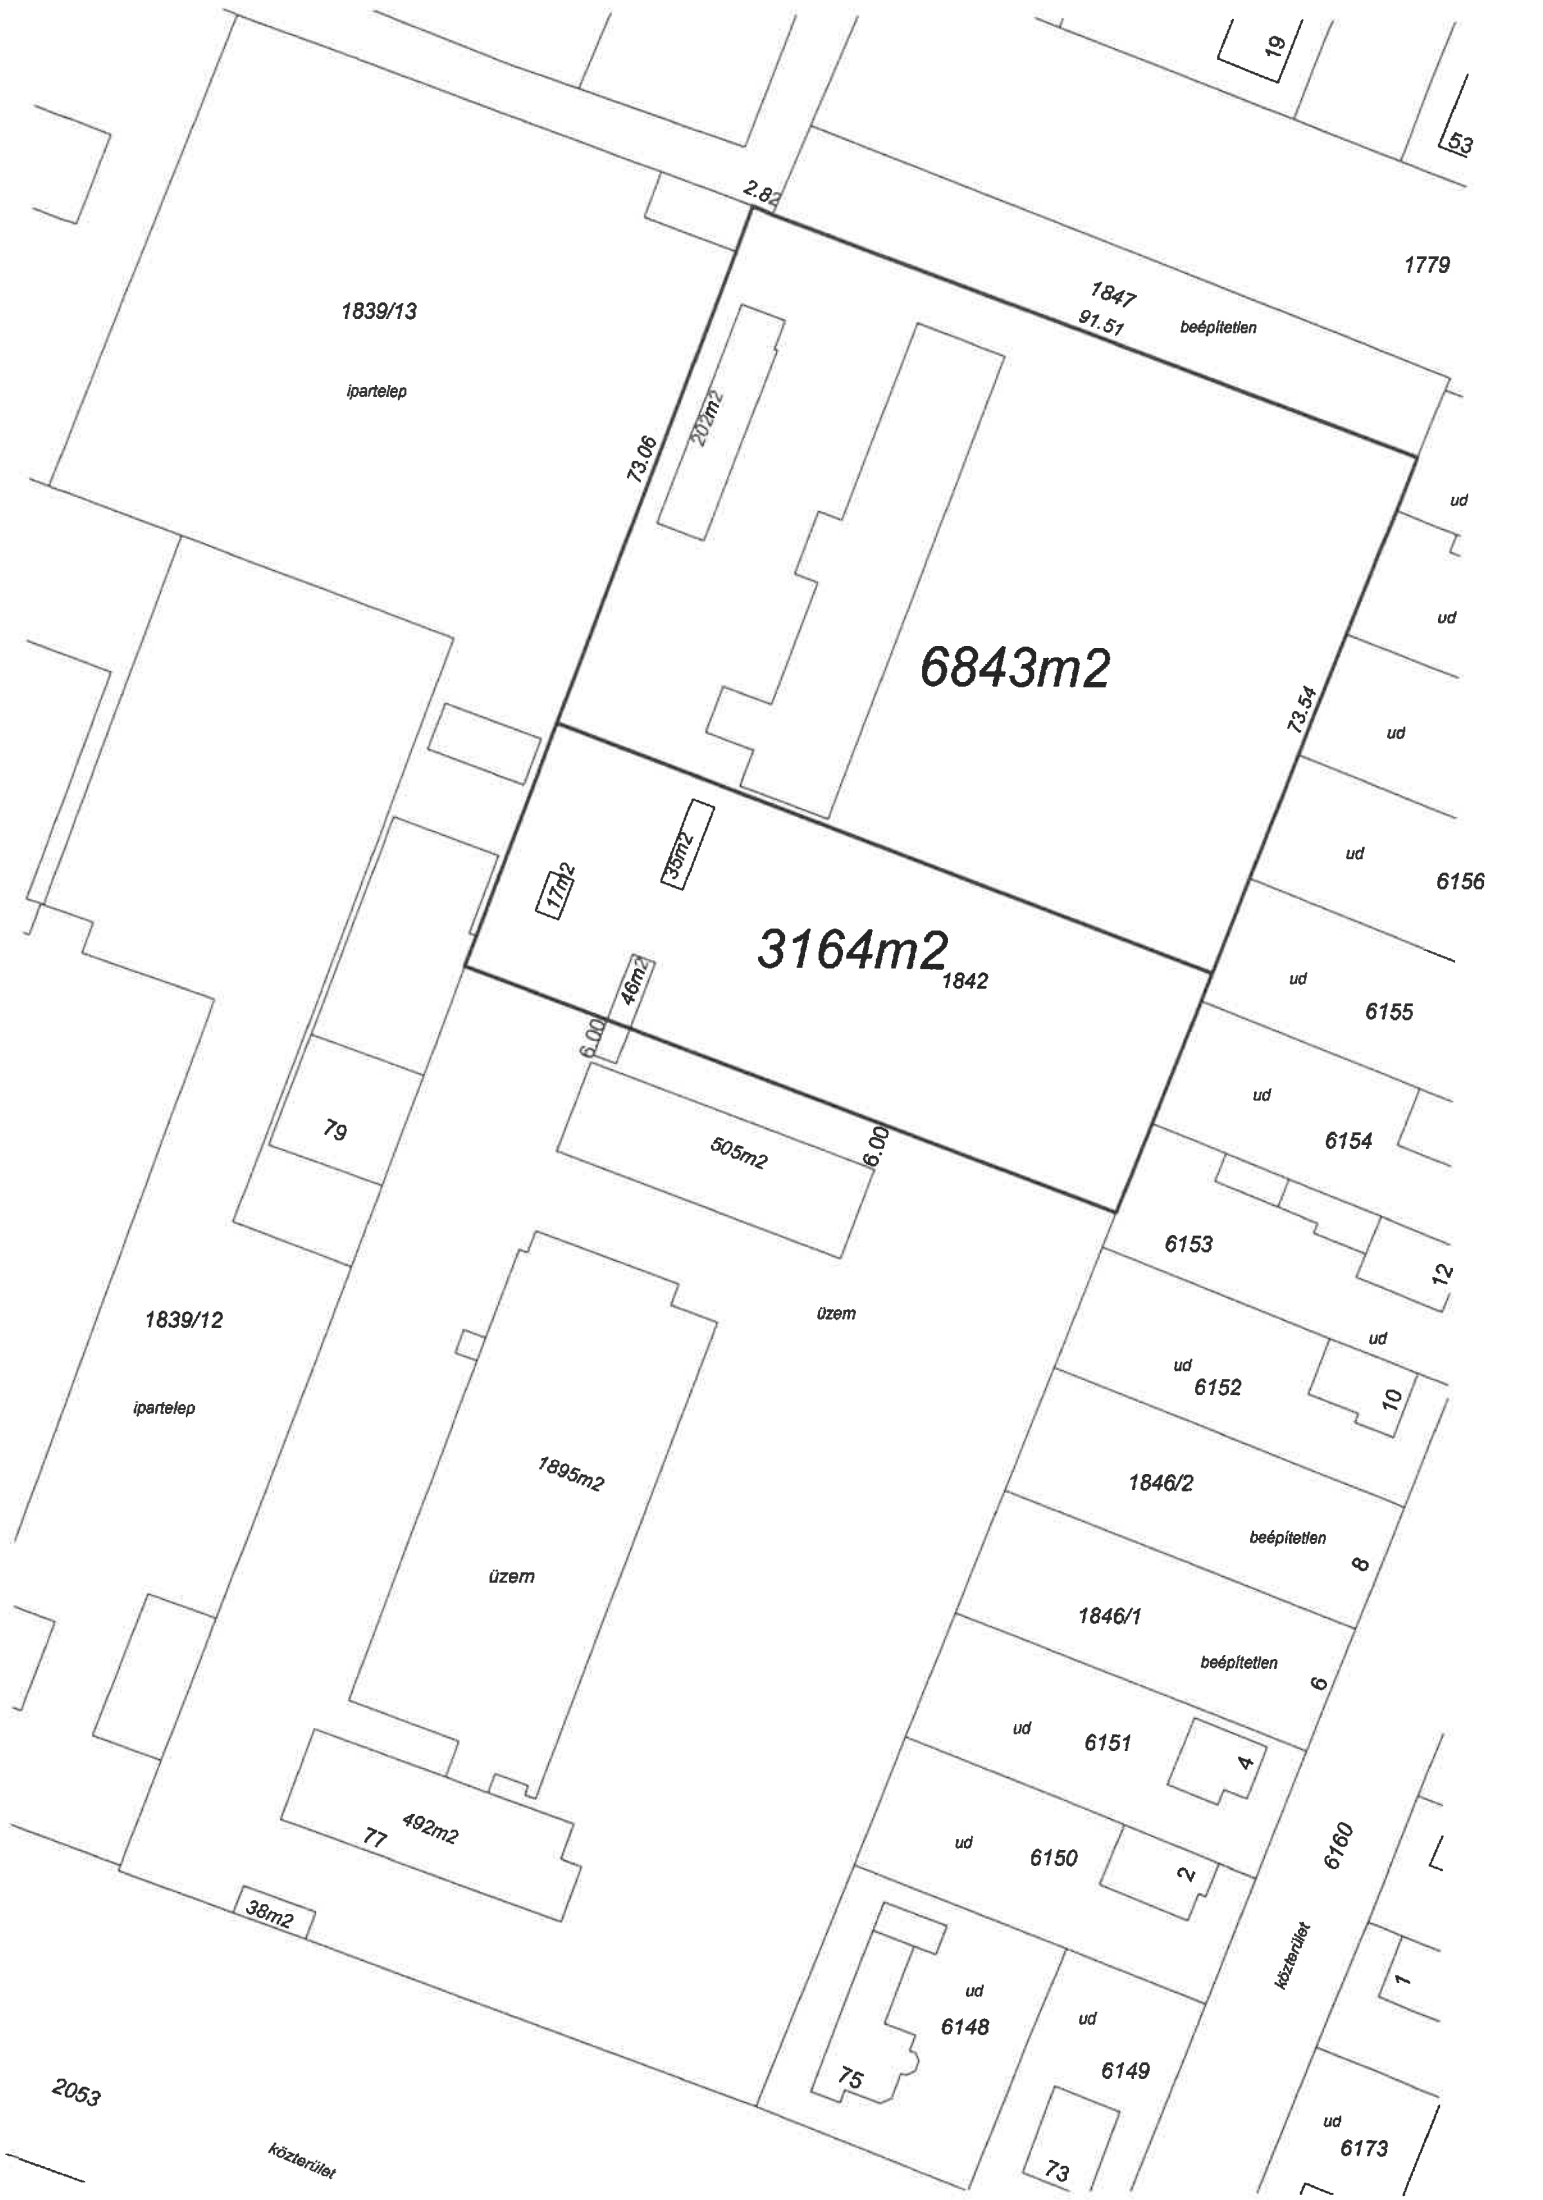 19
53
2.82
1779
1847
91.51
beépítetlen
1839/13
ipartelep
202m2
73.06
ud
ud
6843m2
73.54
ud
ud
6156
35m2
17m2
3164m2
1842
46m2
ud
6155
6.00
ud
6154
79
505m2
6.00
6153
12
1839/12
üzem
ud
ud
6152
10
ipartelep
1895m2
1846/2
beépítetlen
8
üzem
1846/1
beépítetlen
6
ud
6151
4
492m2
77
ud
6150
2
6160
38m2
közterület
1
ud
6148
ud
75
6149
2053
ud
6173
73
közterület